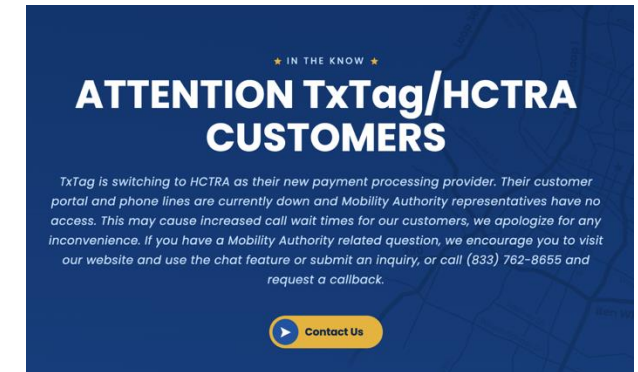 ★ IN THE KNOW ★
ATTENTION TxTag/HCTRA
CUSTOMERS
TxTag is switching to HCTRA as their new payment processing provider. Their customer
portal and phone lines are currently down and Mobility Authority representatives have no
access. This may cause increased call wait times for our customers, we apologize for any
inconvenience. If you have a Mobility Authority related question, we encourage you to visit
our website and use the chat feature or submit an inquiry, or call (833) 762-8655 and
request a callback.
Contact Us